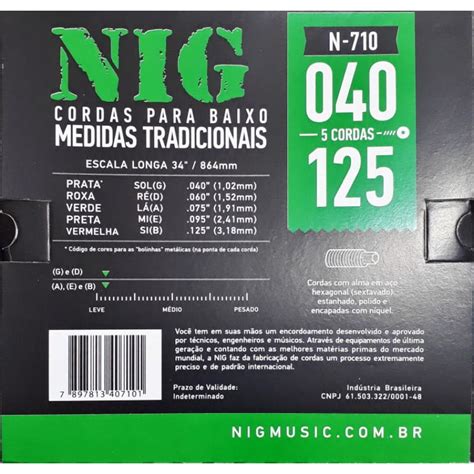 NIG
CORDAS PARA BAIXO
MEDIDAS TRADICIONAIS
ESCALA LONGA 34" / 864mm
PRATA* SOL(G) .040" (1,02mm)
ROXA RÉ(D) .060" (1,52mm)
VERDE LÁ(A) .075" (1,91mm)
PRETA MI(E) .095" (2,41mm)
VERMELHA SI(B) .125" (3,18mm)
* Código de cores para as "bolinhas" metálicas (na ponta de cada corda)
N-710
040
5 CORDAS
125
(G) e (D)
(A), (E) e (B)
LEVE MÉDIO PESADO
Cordas com alma em aço
hexagonal (sextavado)
estanhado, polido e
encapadas com níquel.
Você tem em suas mãos um encordoamento desenvolvido e aprovado
por técnicos, engenheiros e músicos. Através de equipamentos de última
geração e contando com as melhores matérias primas do mercado
mundial, a NIG faz da fabricação de cordas um processo extremamente
preciso e de padrão internacional.
Prazo de Validade:
Indeterminado
Indústria Brasileira
CNPJ 61.503.322/0001-48
7 897813 407101
NIGMUSIC.COM.BR